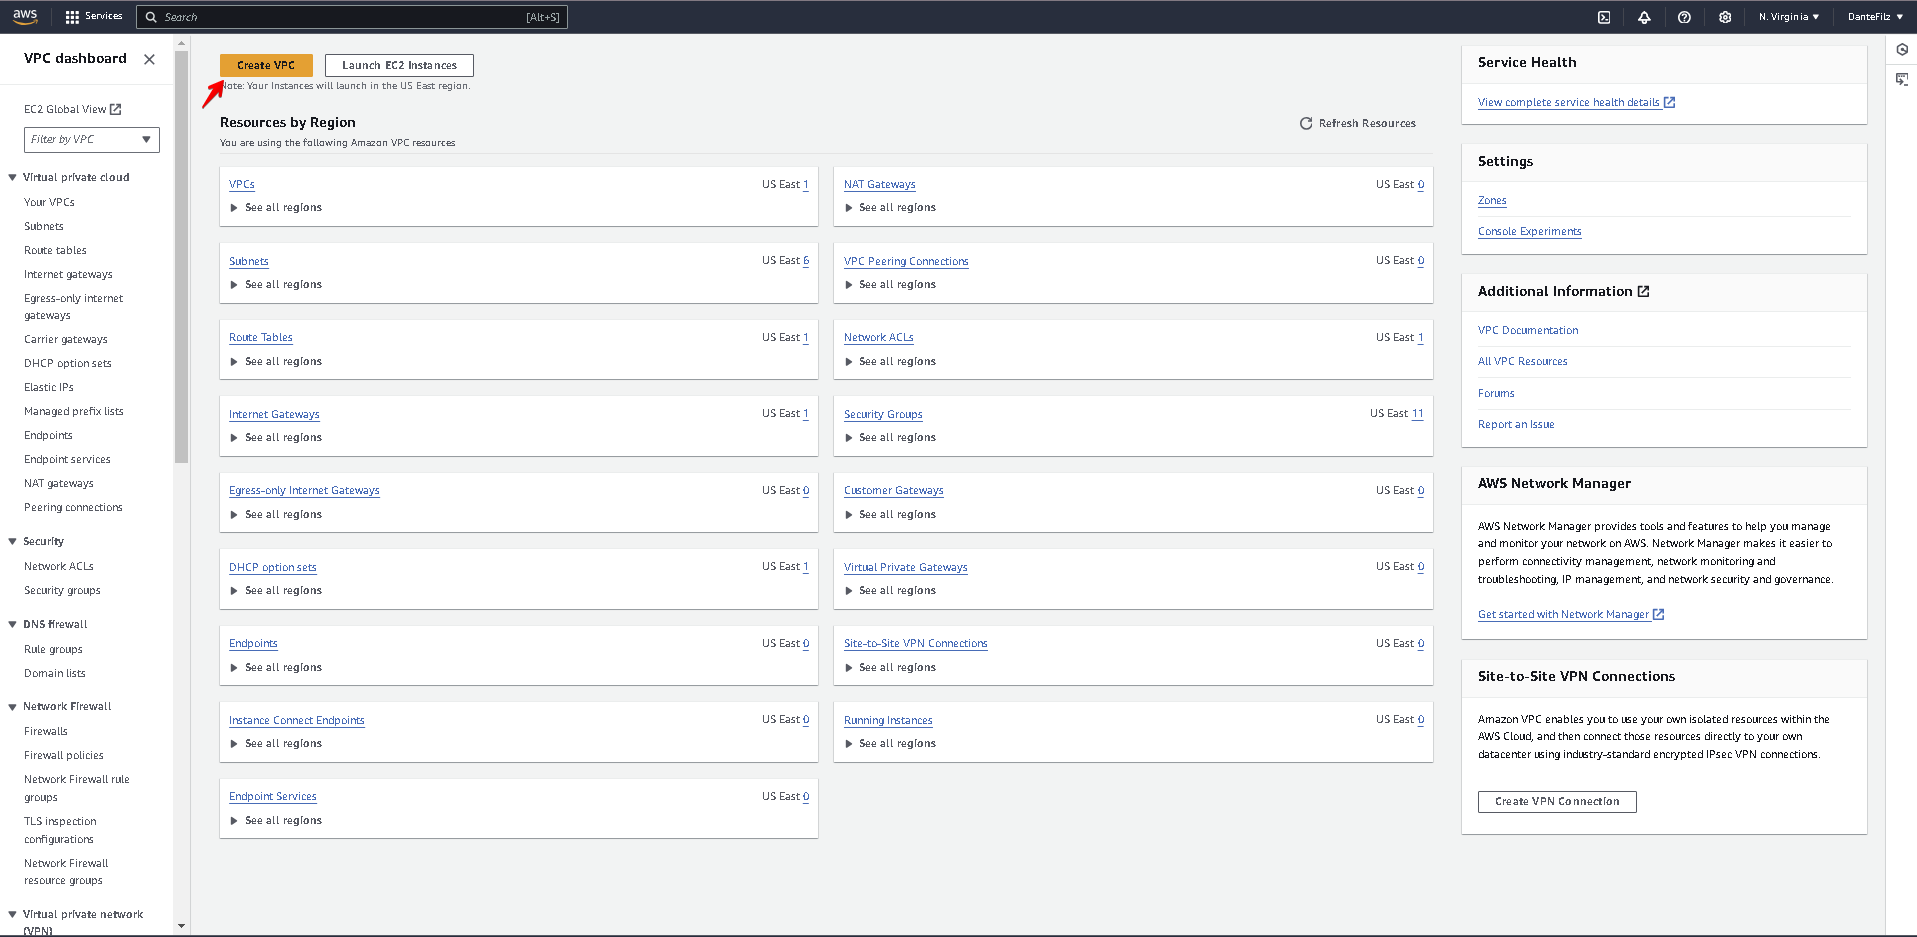 aws
Services
Search
[Alt+S]
N. Virginia
DanteFilz
VPC dashboard
EC2 Global View
Filter by VPC
Virtual private cloud
Your VPCs
Subnets
Route tables
Internet gateways
Egress-only internet
gateways
Carrier gateways
DHCP option sets
Elastic IPs
Managed prefix lists
Endpoints
Endpoint services
NAT gateways
Peering connections
Security
Network ACLs
Security groups
DNS firewall
Rule groups
Domain lists
Network Firewall
Firewalls
Firewall policies
Network Firewall rule
groups
TLS inspection
configurations
Network Firewall
resource groups
Virtual private network
(VPN)
Create VPC
Launch EC2 Instances
Note: Your Instances will launch in the US East region.
Resources by Region
Refresh Resources
You are using the following Amazon VPC resources
VPCs US East 1
See all regions
NAT Gateways US East 0
See all regions
Subnets US East 6
See all regions
VPC Peering Connections US East 0
See all regions
Route Tables US East 1
See all regions
Network ACLs US East 1
See all regions
Internet Gateways US East 1
See all regions
Security Groups US East 11
See all regions
Egress-only Internet Gateways US East 0
See all regions
Customer Gateways US East 0
See all regions
DHCP option sets US East 1
See all regions
Virtual Private Gateways US East 0
See all regions
Endpoints US East 0
See all regions
Site-to-Site VPN Connections US East 0
See all regions
Instance Connect Endpoints US East 0
See all regions
Running Instances US East 0
See all regions
Endpoint Services US East 0
See all regions
Service Health
View complete service health details
Settings
Zones
Console Experiments
Additional Information
VPC Documentation
All VPC Resources
Forums
Report an Issue
AWS Network Manager
AWS Network Manager provides tools and features to help you manage
and monitor your network on AWS. Network Manager makes it easier to
perform connectivity management, network monitoring and
troubleshooting, IP management, and network security and governance.
Get started with Network Manager
Site-to-Site VPN Connections
Amazon VPC enables you to use your own isolated resources within the
AWS Cloud, and then connect those resources directly to your own
datacenter using industry-standard encrypted IPsec VPN connections.
Create VPN Connection